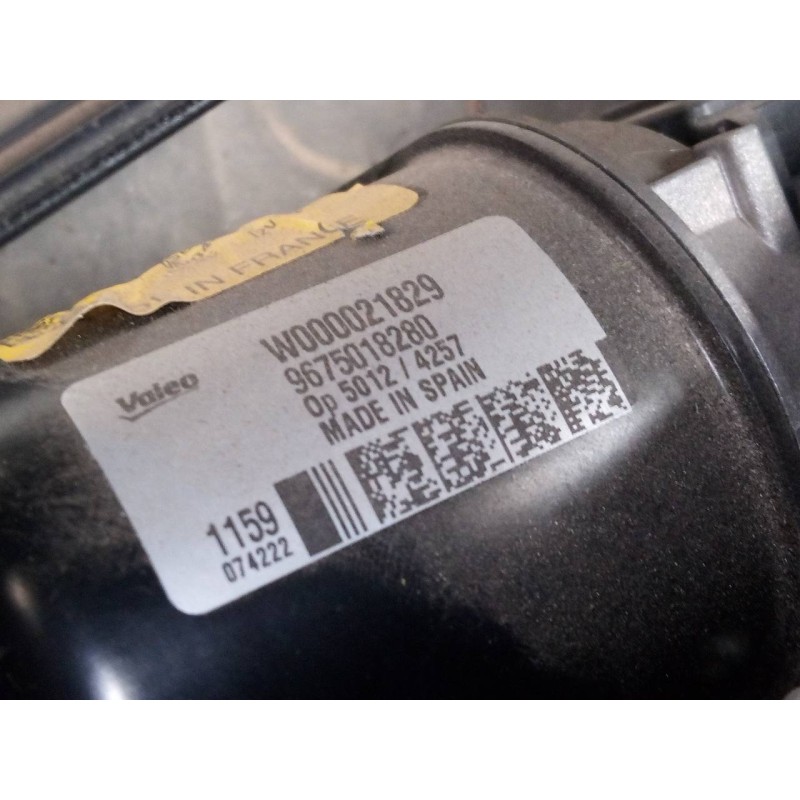 IN FRANCE
Valeo
W000021829
9675018280
Op 5012 / 4257
MADE IN SPAIN
1159
074222